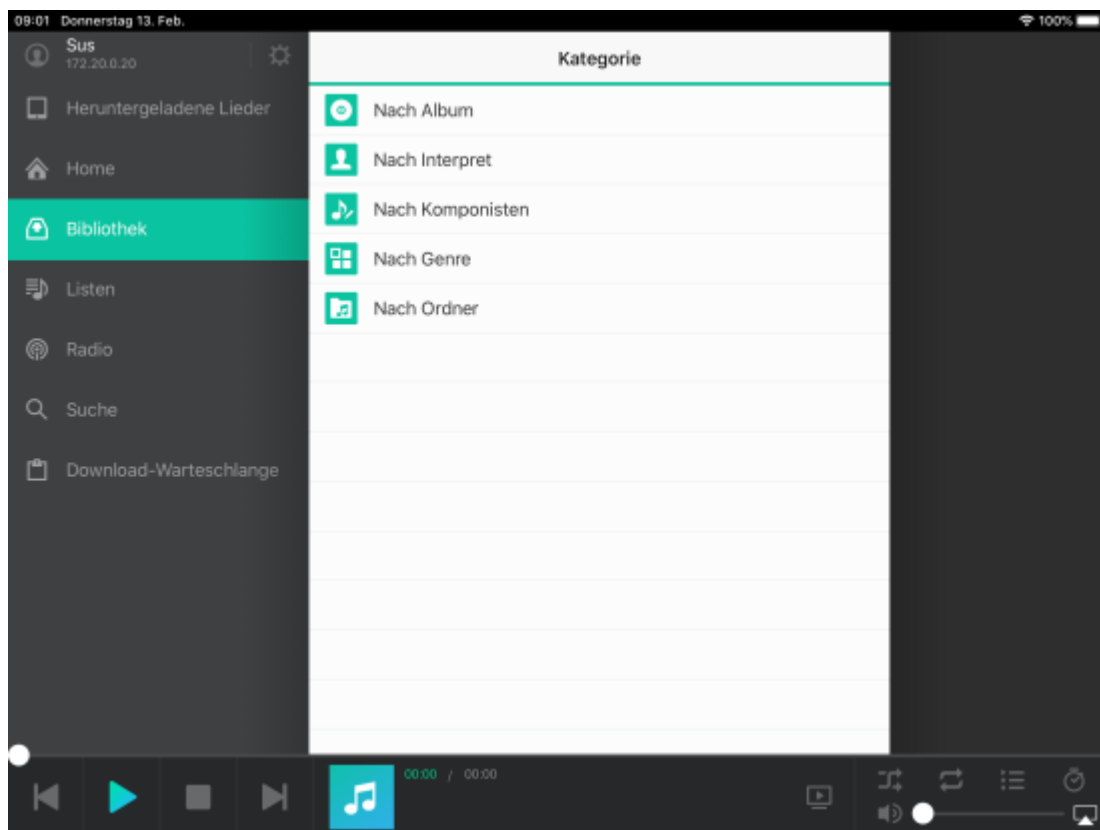 09:01 Donnerstag 13. Feb.
100%
Sus
172.20.0.20
Heruntergeladene Lieder
Home
Bibliothek
Listen
Radio
Suche
Download-Warteschlange
Kategorie
Nach Album
Nach Interpret
Nach Komponisten
Nach Genre
Nach Ordner
00:00 / 00:00